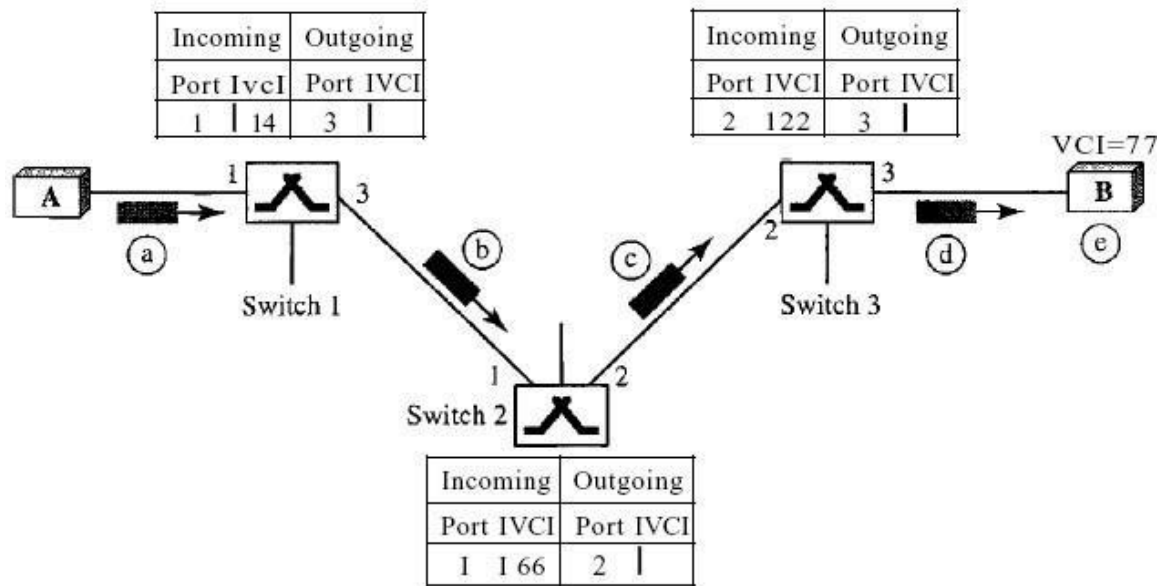 Incoming Outgoing
Port IvcI Port IVCI
1 | 14 3 |
Incoming Outgoing
Port IVCI Port IVCI
2 122 3 |
VCI=77
A
1
3
a
b
Switch 1
c
2
3
d
B
e
Switch 3
1
2
Switch 2
Incoming Outgoing
Port IVCI Port IVCI
I I 66 2 |